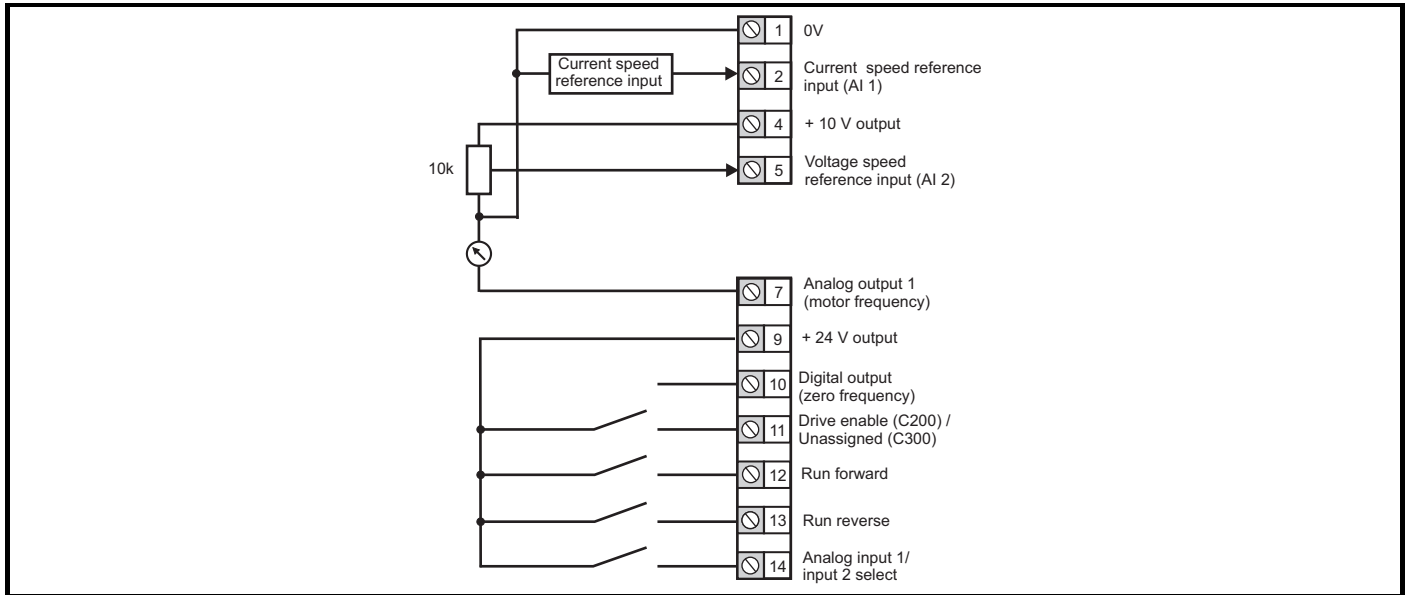 1 0V
Current speed
reference input
2 Current speed reference
input (AI 1)
4 + 10 V output
10k
5 Voltage speed
reference input (AI 2)
7 Analog output 1
(motor frequency)
9 + 24 V output
10 Digital output
(zero frequency)
11 Drive enable (C200) /
Unassigned (C300)
12 Run forward
13 Run reverse
14 Analog input 1/
input 2 select